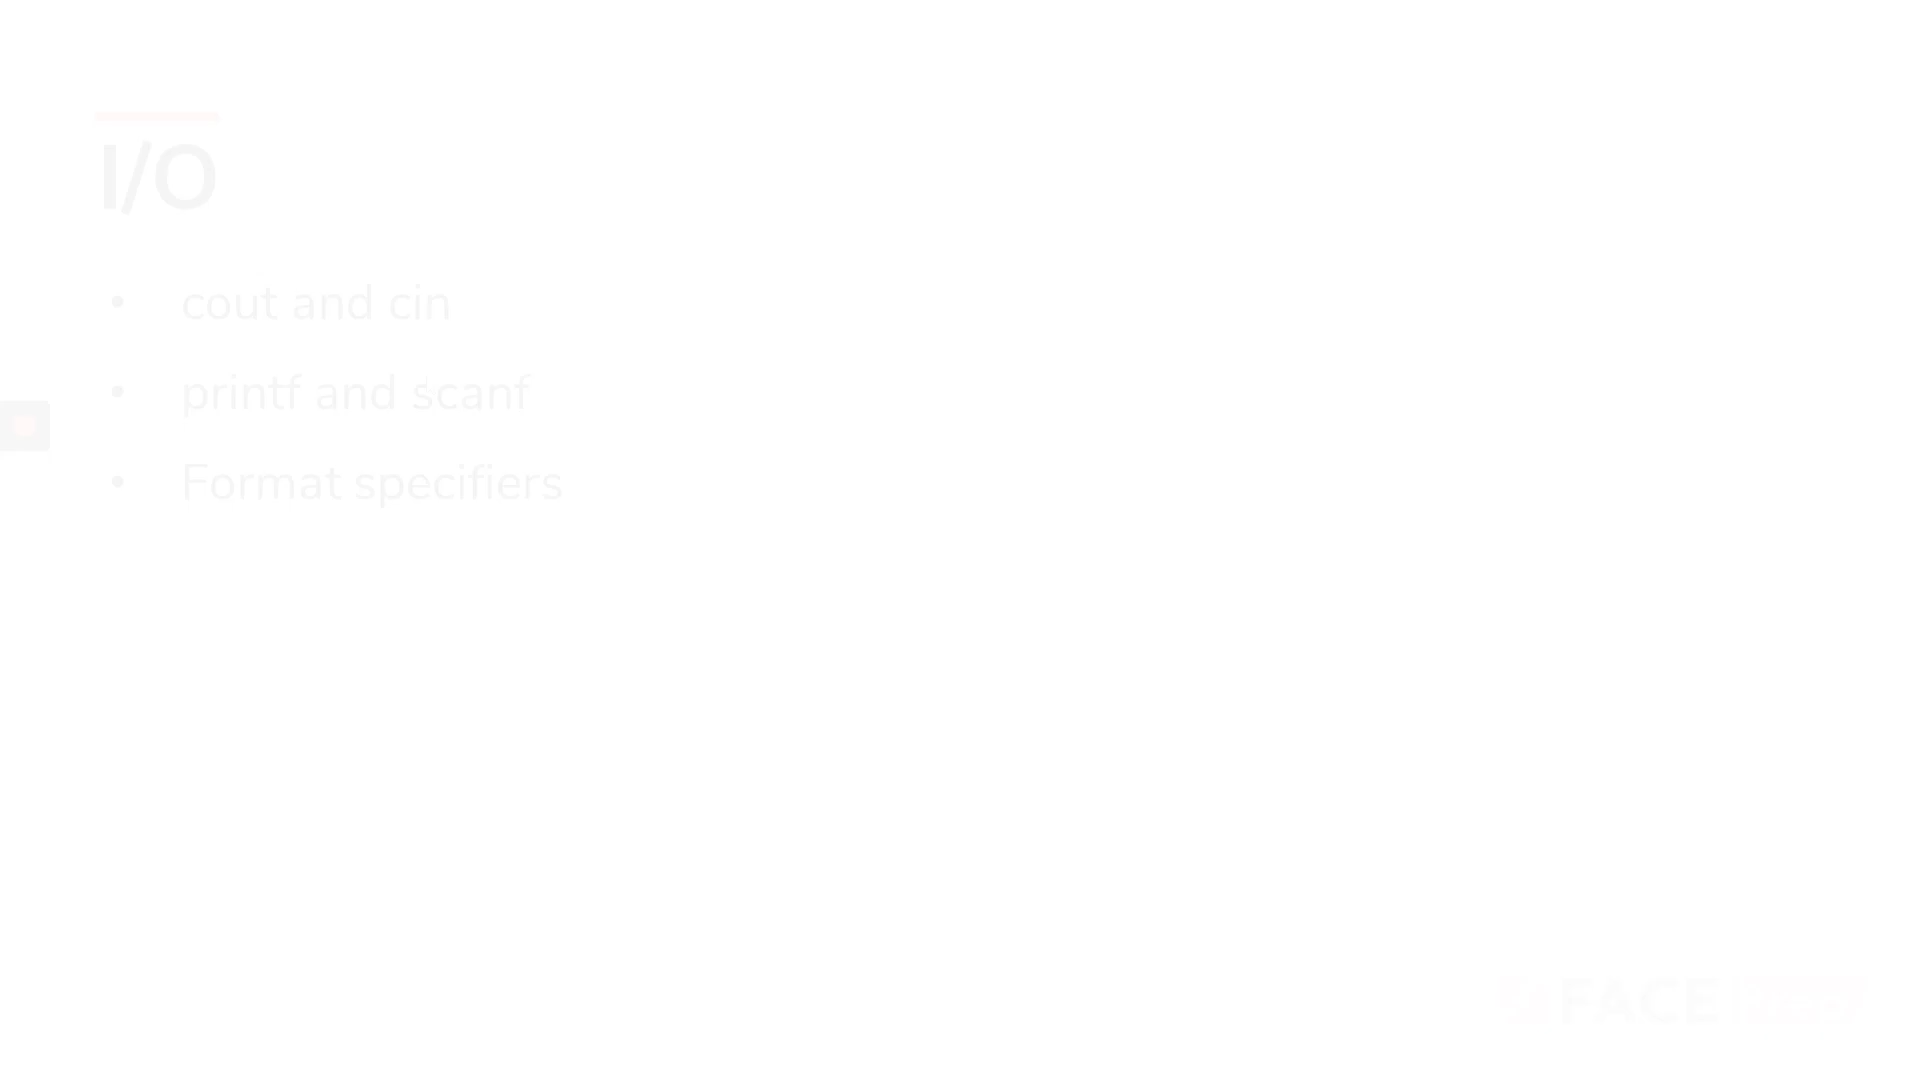 I/O
• cout and cin
• printf and scanf
• Format specifiers
FACE